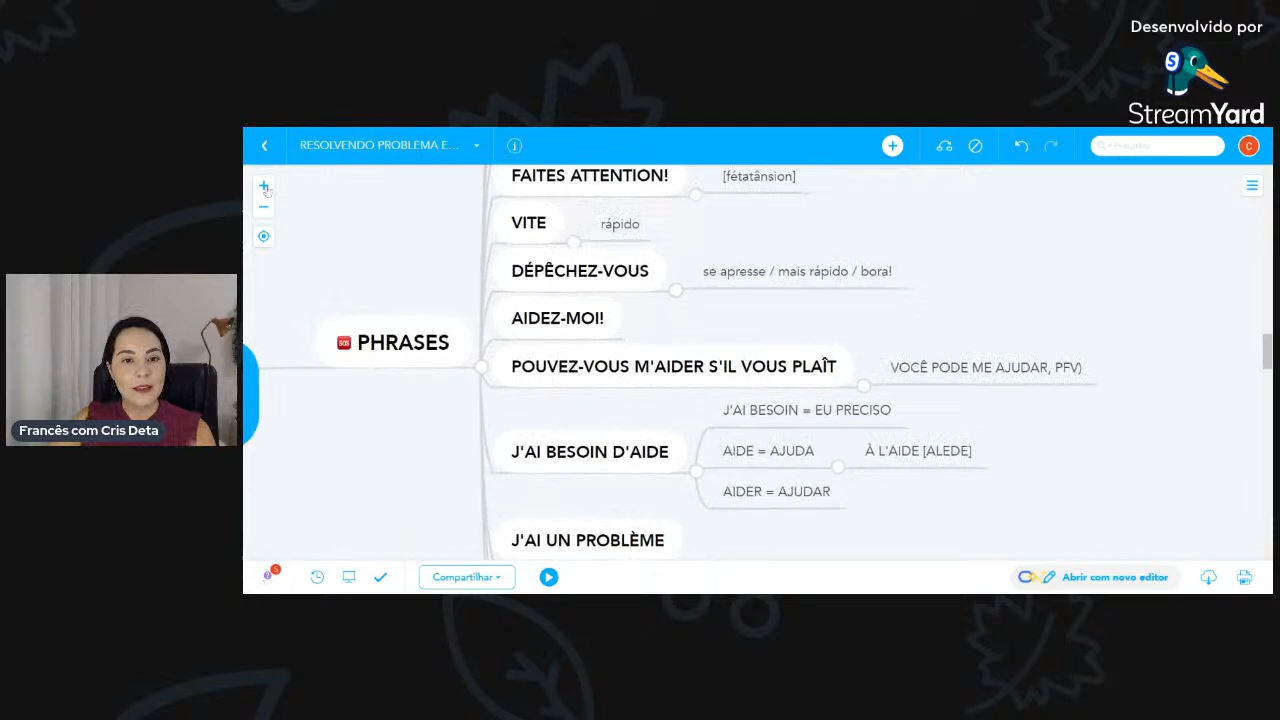 Desenvolvido por
StreamYard
RESOLVENDO PROBLEMA E...
C
FAITES ATTENTION!
[fétatânsion]
VITE
rápido
DÉPÊCHEZ-VOUS
se apresse / mais rápido / bora!
AIDEZ-MOI!
SOS PHRASES
POUVEZ-VOUS M'AIDER S'IL VOUS PLAÎT
VOCÊ PODE ME AJUDAR, PFV)
J'AI BESOIN = EU PRECISO
J'AI BESOIN D'AIDE
AIDE = AJUDA
À L'AIDE [ALEDE]
AIDER = AJUDAR
J'AI UN PROBLÈME
Francês com Cris Deta
5
Compartilhar
Abrir com novo editor